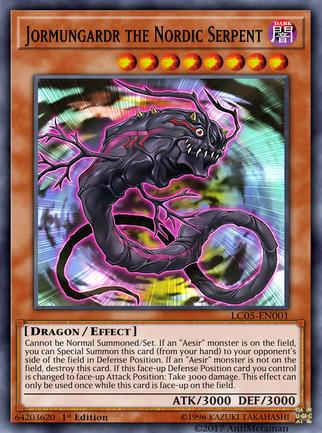 Jormungardr the Nordic Serpent
DARK
闇
LC05-EN001
[Dragon / Effect]
Cannot be Normal Summoned/Set. If an "Aesir" monster is on the field,
you can Special Summon this card (from your hand) to your opponent's
side of the field in Defense Position. If an "Aesir" monster is not on the
field, destroy this card. If this face-up Defense Position card you control
is changed to face-up Attack Position: Take 3000 damage. This effect can
only be used once while this card is face-up on the field.
ATK/3000 DEF/3000
64203620 1st Edition ©1996 KAZUKI TAKAHASHI
©2017 AntiMetaman